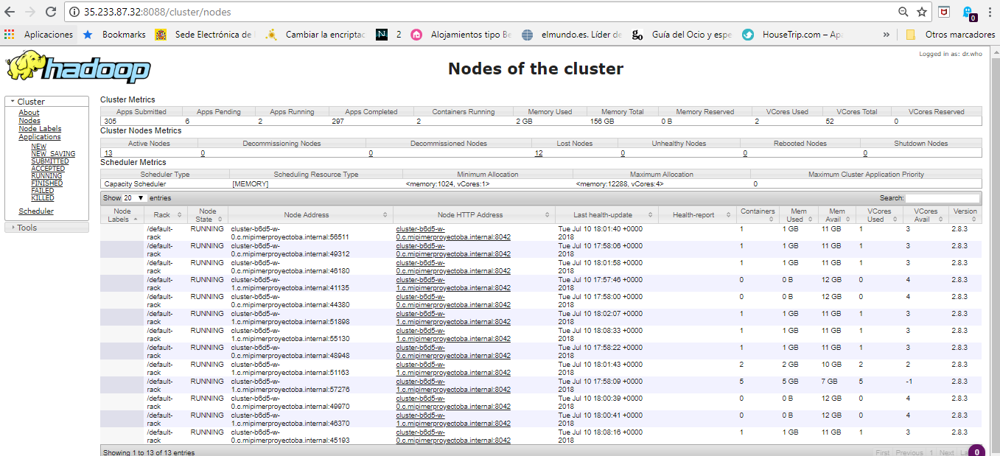 35.233.87.32:8088/cluster/nodes
Aplicaciones Bookmarks Sede Electrónica de Cambiar la encriptac 2 Alojamientos tipo Be elmundo.es. Líder de Guía del Ocio y espe HouseTrip.com – Apa » Otros marcadores
Logged in as: dr.who
hadoop
Nodes of the cluster
Cluster
About
Nodes
Node Labels
Applications
NEW
NEW_SAVING
SUBMITTED
ACCEPTED
RUNNING
FINISHED
FAILED
KILLED
Scheduler
Tools
Cluster Metrics
Apps Submitted Apps Pending Apps Running Apps Completed Containers Running Memory Used Memory Total Memory Reserved VCores Used VCores Total VCores Reserved
305 6 2 297 2 2 GB 156 GB 0 B 2 52 0
Cluster Nodes Metrics
Active Nodes Decommissioning Nodes Decommissioned Nodes Lost Nodes Unhealthy Nodes Rebooted Nodes Shutdown Nodes
13 0 0 12 0 0 0
Scheduler Metrics
Scheduler Type Scheduling Resource Type Minimum Allocation Maximum Allocation Maximum Cluster Application Priority
Capacity Scheduler [MEMORY] <memory:1024, vCores:1> <memory:12288, vCores:4> 0
Show 20 entries Search:
Node Labels Rack Node State Node Address Node HTTP Address Last health-update Health-report Containers Mem Used Mem Avail VCores Used VCores Avail Version
/default- RUNNING cluster-b6d5-w- cluster-b6d5-w- Tue Jul 10 18:01:40 +0000 1 1 GB 11 GB 1 3 2.8.3
rack 0.c.mipimerproyectoba.internal:56511 0.c.mipimerproyectoba.internal:8042 2018
/default- RUNNING cluster-b6d5-w- cluster-b6d5-w- Tue Jul 10 17:58:06 +0000 1 1 GB 11 GB 1 3 2.8.3
rack 0.c.mipimerproyectoba.internal:49312 0.c.mipimerproyectoba.internal:8042 2018
/default- RUNNING cluster-b6d5-w- cluster-b6d5-w- Tue Jul 10 18:01:58 +0000 1 1 GB 11 GB 1 3 2.8.3
rack 0.c.mipimerproyectoba.internal:46180 0.c.mipimerproyectoba.internal:8042 2018
/default- RUNNING cluster-b6d5-w- cluster-b6d5-w- Tue Jul 10 17:57:46 +0000 0 0 B 12 GB 0 4 2.8.3
rack 1.c.mipimerproyectoba.internal:41135 1.c.mipimerproyectoba.internal:8042 2018
/default- RUNNING cluster-b6d5-w- cluster-b6d5-w- Tue Jul 10 17:58:00 +0000 0 0 B 12 GB 0 4 2.8.3
rack 0.c.mipimerproyectoba.internal:44380 0.c.mipimerproyectoba.internal:8042 2018
/default- RUNNING cluster-b6d5-w- cluster-b6d5-w- Tue Jul 10 18:02:07 +0000 1 1 GB 11 GB 1 3 2.8.3
rack 1.c.mipimerproyectoba.internal:51898 1.c.mipimerproyectoba.internal:8042 2018
/default- RUNNING cluster-b6d5-w- cluster-b6d5-w- Tue Jul 10 18:08:33 +0000 1 1 GB 11 GB 1 3 2.8.3
rack 1.c.mipimerproyectoba.internal:55130 1.c.mipimerproyectoba.internal:8042 2018
/default- RUNNING cluster-b6d5-w- cluster-b6d5-w- Tue Jul 10 17:58:22 +0000 1 1 GB 11 GB 1 3 2.8.3
rack 0.c.mipimerproyectoba.internal:48948 0.c.mipimerproyectoba.internal:8042 2018
/default- RUNNING cluster-b6d5-w- cluster-b6d5-w- Tue Jul 10 18:01:43 +0000 2 2 GB 10 GB 2 2 2.8.3
rack 1.c.mipimerproyectoba.internal:51163 1.c.mipimerproyectoba.internal:8042 2018
/default- RUNNING cluster-b6d5-w- cluster-b6d5-w- Tue Jul 10 17:58:09 +0000 5 5 GB 7 GB 5 -1 2.8.3
rack 1.c.mipimerproyectoba.internal:57276 1.c.mipimerproyectoba.internal:8042 2018
/default- RUNNING cluster-b6d5-w- cluster-b6d5-w- Tue Jul 10 18:00:39 +0000 0 0 B 12 GB 0 4 2.8.3
rack 0.c.mipimerproyectoba.internal:49970 0.c.mipimerproyectoba.internal:8042 2018
/default- RUNNING cluster-b6d5-w- cluster-b6d5-w- Tue Jul 10 18:00:41 +0000 0 0 B 12 GB 0 4 2.8.3
rack 1.c.mipimerproyectoba.internal:46370 1.c.mipimerproyectoba.internal:8042 2018
/default- RUNNING cluster-b6d5-w- cluster-b6d5-w- Tue Jul 10 18:08:16 +0000 1 1 GB 11 GB 1 3 2.8.3
rack 0.c.mipimerproyectoba.internal:45193 0.c.mipimerproyectoba.internal:8042 2018
Showing 1 to 13 of 13 entries First Previous 1 Next La 0